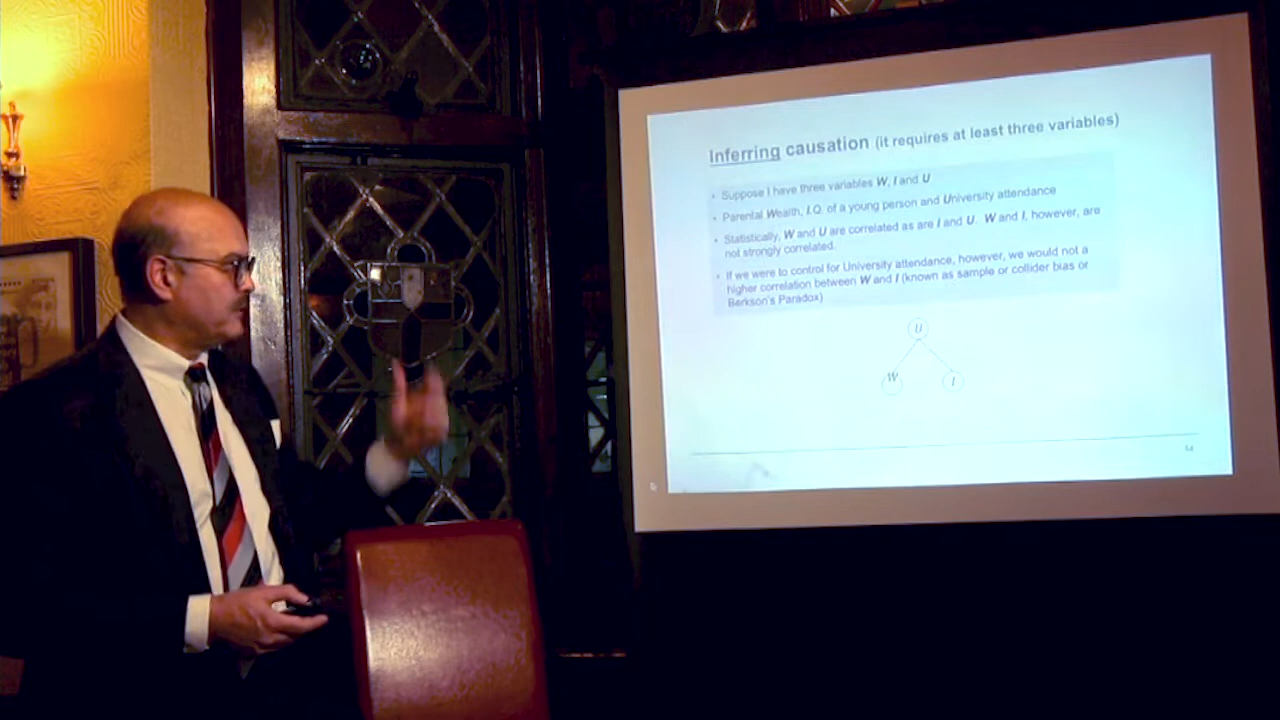 Inferring causation (it requires at least three variables)
• Suppose I have three variables W, I and U
• Parental Wealth, I.Q. of a young person and University attendance
• Statistically, W and U are correlated as are I and U. W and I, however, are
not strongly correlated.
• If we were to control for University attendance, however, we would not a
higher correlation between W and I (known as sample or collider bias or
Berkson's Paradox)
U
W I